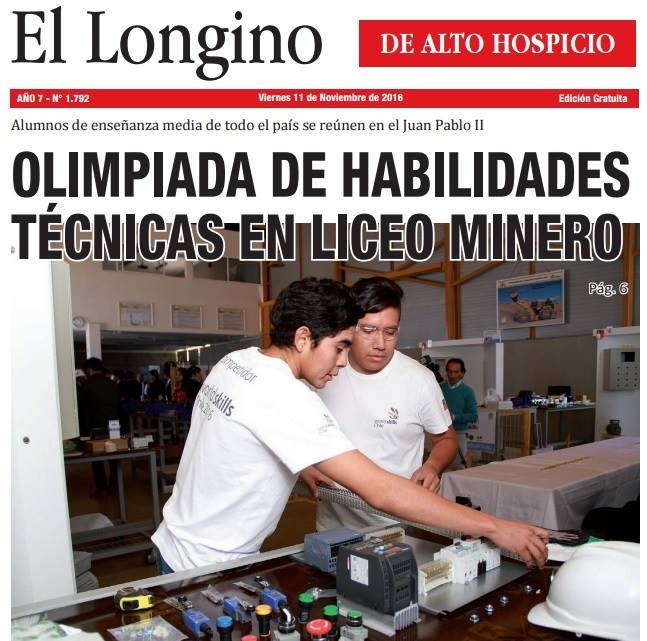 El Longino
DE ALTO HOSPICIO
AÑO 7 - N° 1.792
Viernes 11 de Noviembre de 2016
Edición Gratuita
Alumnos de enseñanza media de todo el país se reúnen en el Juan Pablo II
OLIMPIADA DE HABILIDADES
TÉCNICAS EN LICEO MINERO
Pág. 6
skills